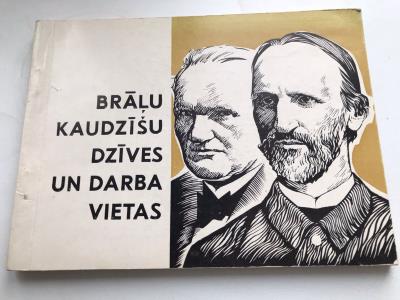 BRĀĻU
KAUDZĪŠU
DZĪVES
UN DARBA
VIETAS